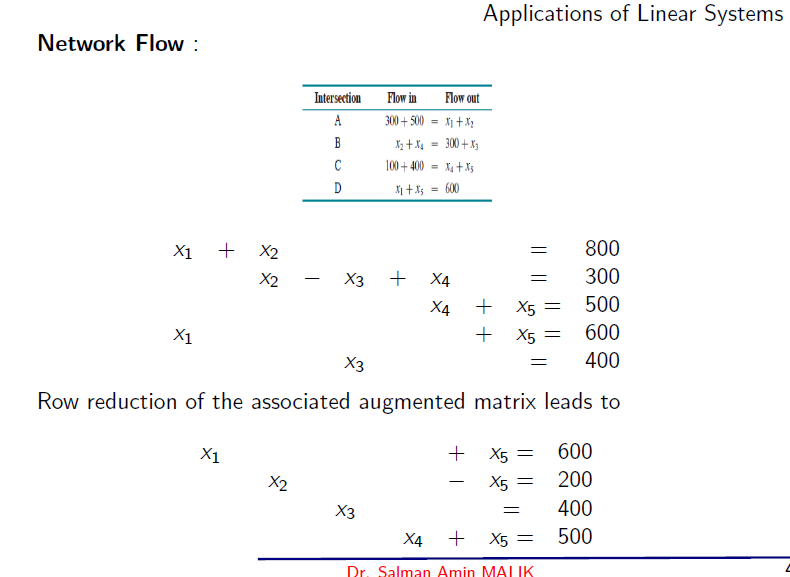 Applications of Linear Systems
Network Flow :
Intersection Flow in Flow out
A 300 + 500 = x₁ + x₂
B x₂ + x₄ = 300 + x₃
C 100 + 400 = x₄ + x₅
D x₁ + x₅ = 600
x₁ + x₂ = 800
x₂ − x₃ + x₄ = 300
x₄ + x₅ = 500
x₁ + x₅ = 600
x₃ = 400
Row reduction of the associated augmented matrix leads to
x₁ + x₅ = 600
x₂ − x₅ = 200
x₃ = 400
x₄ + x₅ = 500
Dr. Salman Amin MALIK